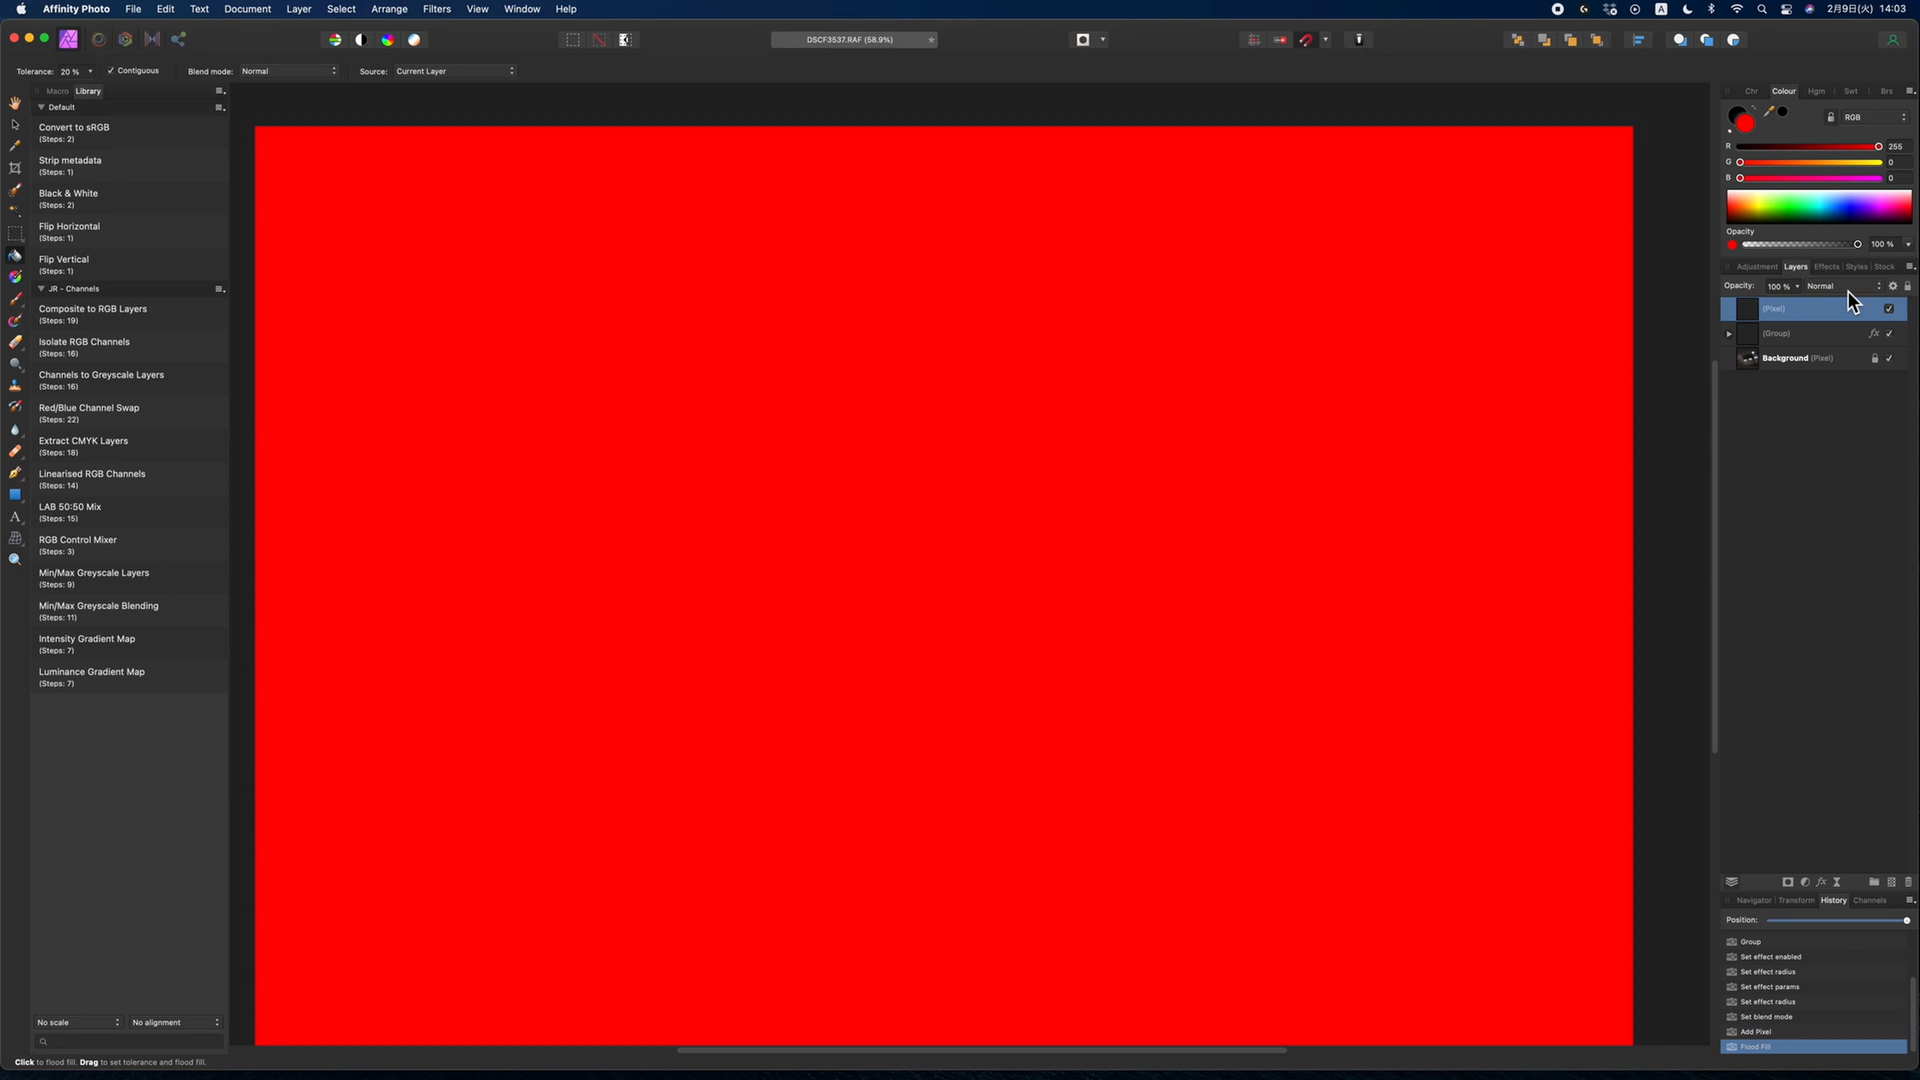 Affinity Photo File Edit Text Document Layer Select Arrange Filters View Window Help
A 2月9日(火) 14:03
DSCF3537.RAF (58.9%)
Tolerance: 20 % Contiguous Blend mode: Normal Source: Current Layer
Macro Library
Default
Convert to sRGB
(Steps: 2)
Strip metadata
(Steps: 1)
Black & White
(Steps: 2)
Flip Horizontal
(Steps: 1)
Flip Vertical
(Steps: 1)
JR - Channels
Composite to RGB Layers
(Steps: 19)
Isolate RGB Channels
(Steps: 16)
Channels to Greyscale Layers
(Steps: 16)
Red/Blue Channel Swap
(Steps: 22)
Extract CMYK Layers
(Steps: 18)
Linearised RGB Channels
(Steps: 14)
LAB 50:50 Mix
(Steps: 15)
RGB Control Mixer
(Steps: 3)
Min/Max Greyscale Layers
(Steps: 9)
Min/Max Greyscale Blending
(Steps: 11)
Intensity Gradient Map
(Steps: 7)
Luminance Gradient Map
(Steps: 7)
No scale No alignment
Click to flood fill. Drag to set tolerance and flood fill.
Chr Colour Hgm Swt Brs
RGB
R 255
G 0
B 0
Opacity
100 %
Adjustment Layers Effects Styles Stock
Opacity: 100 % Normal
(Pixel)
(Group) fx
Background (Pixel)
fx
Navigator Transform History Channels
Position:
Group
Set effect enabled
Set effect radius
Set effect params
Set effect radius
Set blend mode
Add Pixel
Flood Fill